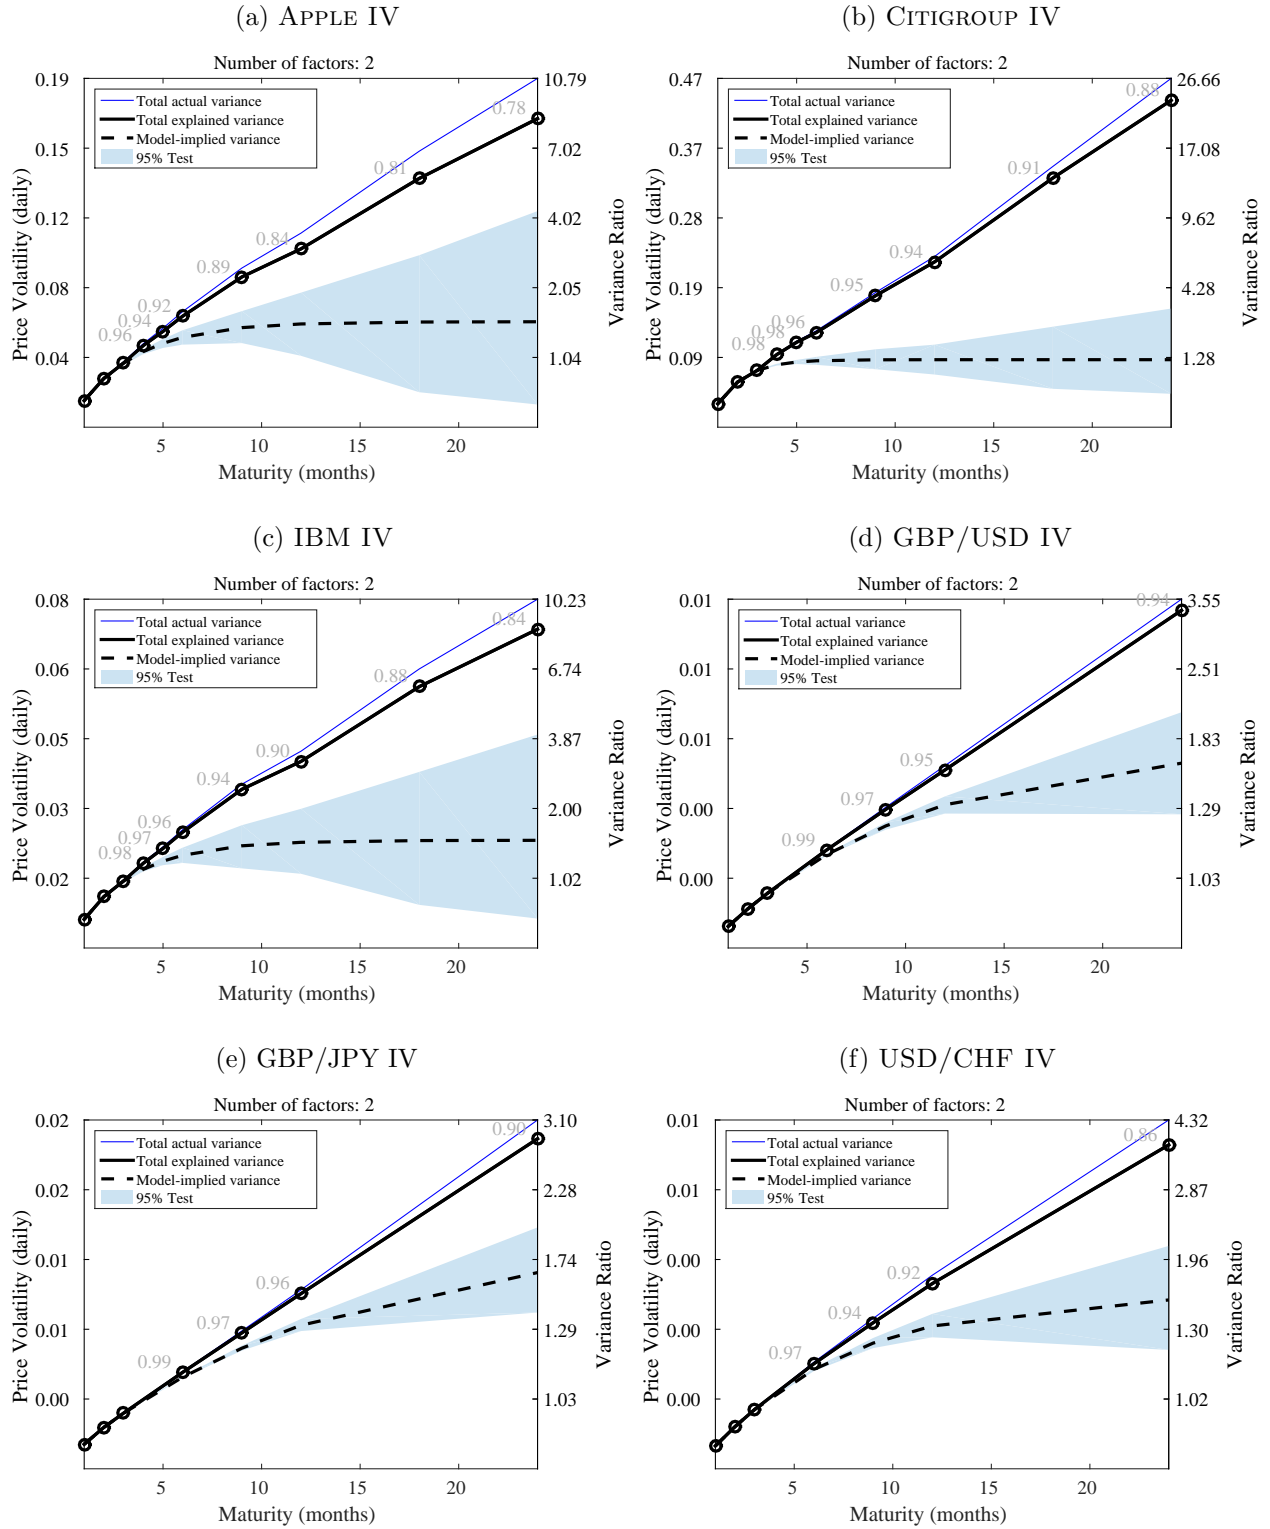 (a) APPLE IV
Number of factors: 2
Total actual variance
Total explained variance
Model-implied variance
95% Test
Price Volatility (daily)
0.19
0.15
0.12
0.08
0.04
10.79
7.02
4.02
2.05
1.04
Variance Ratio
0.96
0.94
0.92
0.89
0.84
0.81
0.78
5
10
15
20
Maturity (months)
(b) CITIGROUP IV
Number of factors: 2
Total actual variance
Total explained variance
Model-implied variance
95% Test
Price Volatility (daily)
0.47
0.37
0.28
0.19
0.09
26.66
17.08
9.62
4.28
1.28
Variance Ratio
0.98
0.98
0.96
0.95
0.94
0.91
0.88
5
10
15
20
Maturity (months)
(c) IBM IV
Number of factors: 2
Total actual variance
Total explained variance
Model-implied variance
95% Test
Price Volatility (daily)
0.08
0.06
0.05
0.03
0.02
10.23
6.74
3.87
2.00
1.02
Variance Ratio
0.98
0.97
0.96
0.94
0.90
0.88
0.84
5
10
15
20
Maturity (months)
(d) GBP/USD IV
Number of factors: 2
Total actual variance
Total explained variance
Model-implied variance
95% Test
Price Volatility (daily)
0.01
0.01
0.01
0.00
0.00
3.55
2.51
1.83
1.29
1.03
Variance Ratio
0.99
0.97
0.95
0.94
5
10
15
20
Maturity (months)
(e) GBP/JPY IV
Number of factors: 2
Total actual variance
Total explained variance
Model-implied variance
95% Test
Price Volatility (daily)
0.02
0.02
0.01
0.01
0.00
3.10
2.28
1.74
1.29
1.03
Variance Ratio
0.99
0.97
0.96
0.90
5
10
15
20
Maturity (months)
(f) USD/CHF IV
Number of factors: 2
Total actual variance
Total explained variance
Model-implied variance
95% Test
Price Volatility (daily)
0.01
0.01
0.00
0.00
0.00
4.32
2.87
1.96
1.30
1.02
Variance Ratio
0.97
0.94
0.92
0.86
5
10
15
20
Maturity (months)